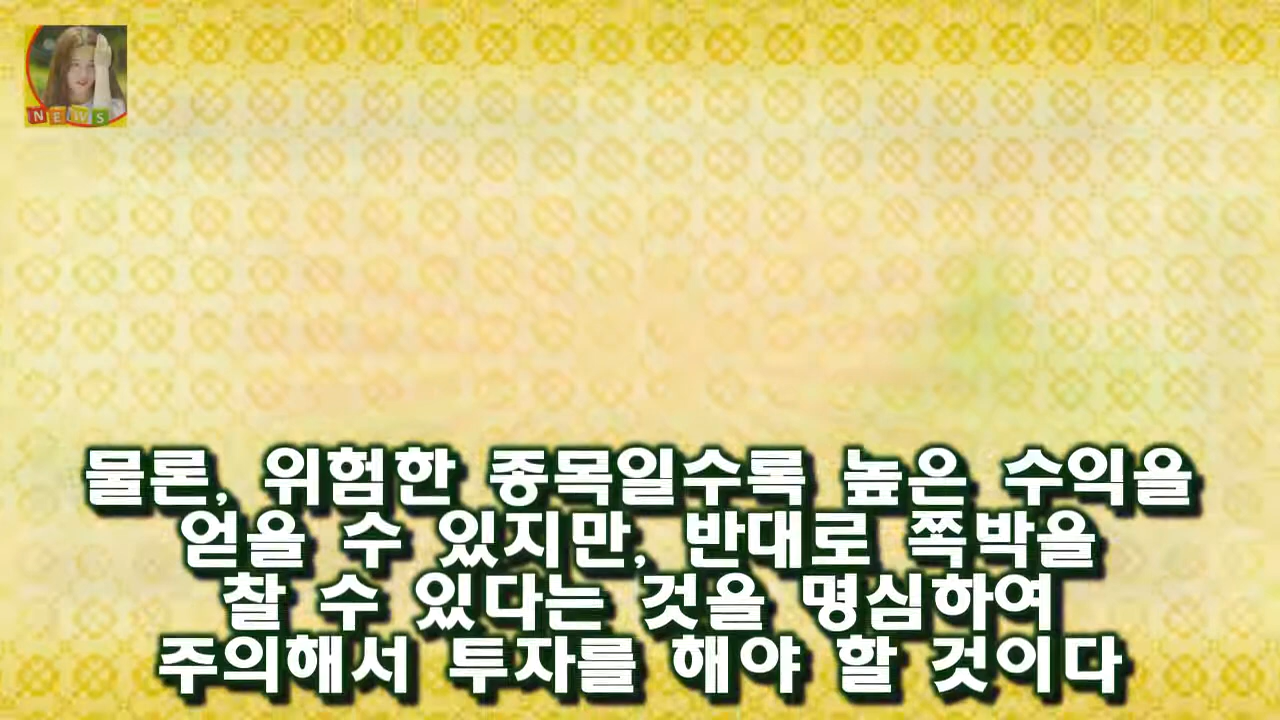 NEWS
물론, 위험한 종목일수록 높은 수익을
얻을 수 있지만, 반대로 쪽박을
찰 수 있다는 것을 명심하여
주의해서 투자를 해야 할 것이다